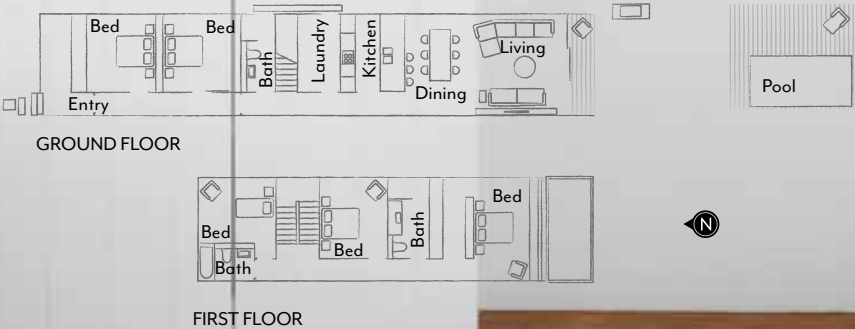 Bed
Bed
Bath
Laundry
Kitchen
Living
Dining
Entry
Pool
GROUND FLOOR
Bed
Bath
Bed
Bath
Bed
N
FIRST FLOOR